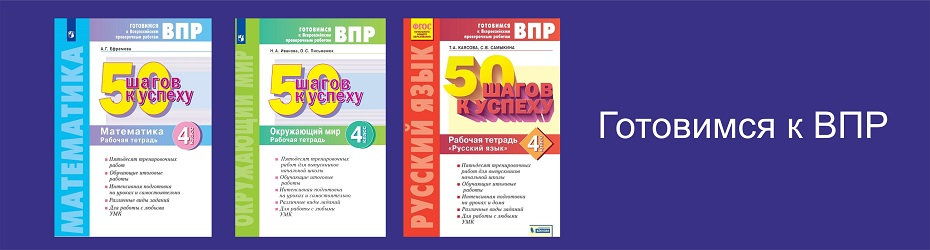 МАТЕМАТИКА
ГОТОВИМСЯ
к Всероссийским
проверочным работам
ВПР
А.Г. Ефремова
50
ШАГОВ
К УСПЕХУ
Математика
Рабочая тетрадь
4 класс
Пятьдесят тренировочных
работ
Обучающие итоговые
работы
Интенсивная подготовка
на уроках и самостоятельно
Различные виды заданий
Для работы с любыми
УМК
ОКРУЖАЮЩИЙ МИР
ГОТОВИМСЯ
к Всероссийским
проверочным работам
ВПР
50
ШАГОВ
К УСПЕХУ
Окружающий мир
Рабочая тетрадь
4 класс
Пятьдесят тренировочных
работ для выпускников
начальной школы
Обучающие итоговые
работы
Интенсивная подготовка
на уроках и самостоятельно
Различные виды заданий
Для работы с любыми
УМК
РУССКИЙ ЯЗЫК
ФГОС
ГОТОВИМСЯ
к Всероссийским
проверочным работам
ВПР
50
ШАГОВ
К УСПЕХУ
Рабочая тетрадь
«Русский язык»
4 класс
Пятьдесят тренировочных
работ для выпускников
начальной школы
Обучающие итоговые
работы
Интенсивная подготовка
на уроках и дома
Различные виды заданий
Для работы с любыми
УМК
Готовимся к ВПР